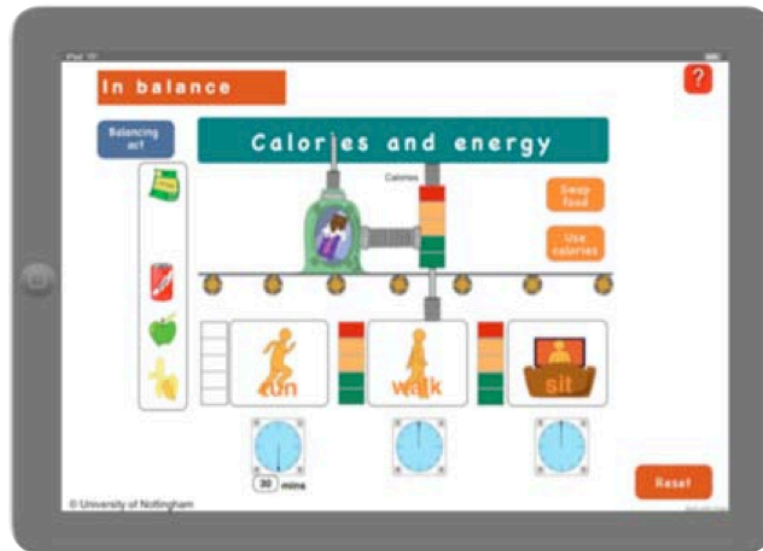 In balance
?
Balancing
act
Calories and energy
Calories
Swap
food
Use
calories
run
walk
sit
30 mins
Reset
© University of Nottingham